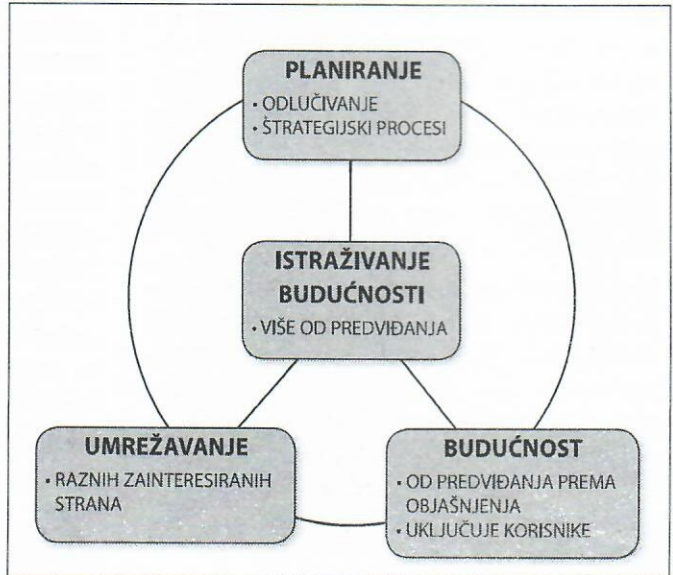 PLANIRANJE
• ODLUČIVANJE
• ŠTRATEGIJSKI PROCESI
ISTRAŽIVANJE
BUDUĆNOSTI
• VIŠE OD PREDVIĐANJA
UMREŽAVANJE
• RAZNIH ZAINTERESIRANIH
STRANA
BUDUĆNOST
• OD PREDVIĐANJA PREMA
OBJAŠNJENJA
• UKLJUČUJE KORISNIKE